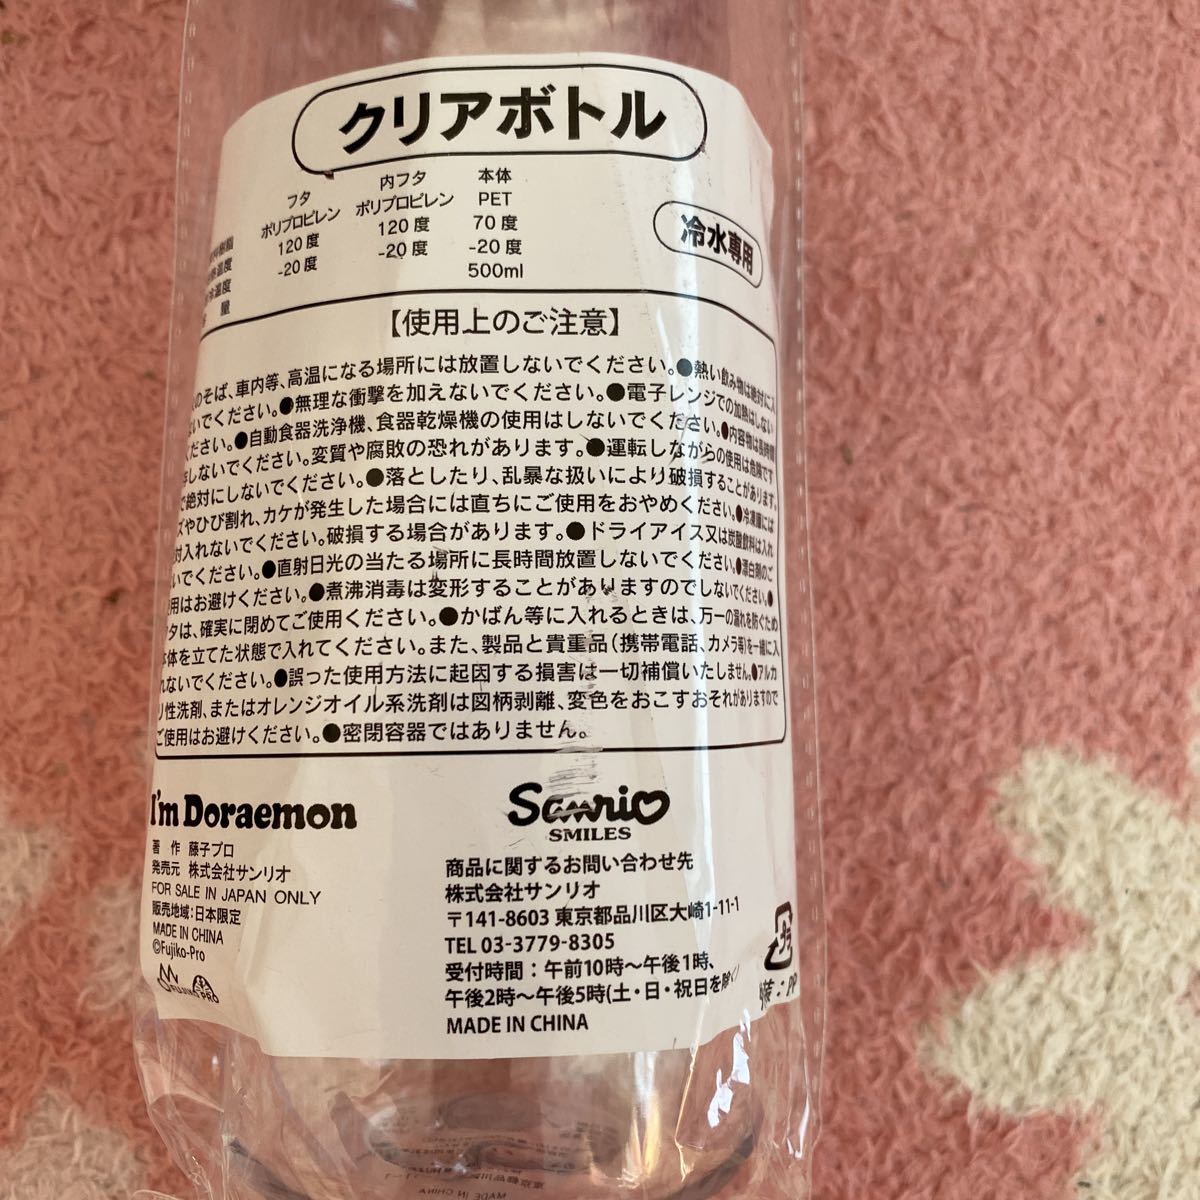 クリアボトル
フタ 内フタ 本体
ポリプロピレン ポリプロピレン PET
120度 120度 70度
-20度 -20度 -20度
500ml
量
冷水専用
【使用上のご注意】
のそば、車内等、高温になる場所には放置しないでください。●熱い飲み物は絶対に入
ないでください。●無理な衝撃を加えないでください。●電子レンジでの加熱はしない
ください。●自動食器洗浄機、食器乾燥機の使用はしないでください。●内容物は長時間
しないでください。変質や腐敗の恐れがあります。●運転しながらの使用は危険です
で絶対にしないでください。●落としたり、乱暴な扱いにより破損することがあります。
ズやひび割れ、カケが発生した場合には直ちにご使用をおやめください。●冷凍庫には
対入れないでください。破損する場合があります。●ドライアイス又は炭酸飲料は入れ
いでください。●直射日光の当たる場所に長時間放置しないでください。●漂白剤のご
用はお避けください。●煮沸消毒は変形することがありますのでしないでください。●
タは、確実に閉めてご使用ください。●かばん等に入れるときは、万一の漏れを防ぐため
本体を立てた状態で入れてください。また、製品と貴重品(携帯電話、カメラ等)を一緒に入
れないでください。●誤った使用方法に起因する損害は一切補償いたしません。●アルカ
リ性洗剤、またはオレンジオイル系洗剤は図柄剥離、変色をおこすおそれがありますので
ご使用はお避けください。●密閉容器ではありません。
I'm Doraemon
著作 藤子プロ
発売元 株式会社サンリオ
FOR SALE IN JAPAN ONLY
販売地域:日本限定
MADE IN CHINA
©Fujiko-Pro
FUJIKO PRO
Sanrio
SMILES
商品に関するお問い合わせ先
株式会社サンリオ
〒141-8603 東京都品川区大崎1-11-1
TEL 03-3779-8305
受付時間:午前10時～午後1時、
午後2時～午後5時(土・日・祝日を除く)
MADE IN CHINA
プラ
PP
MADE IN CHINA